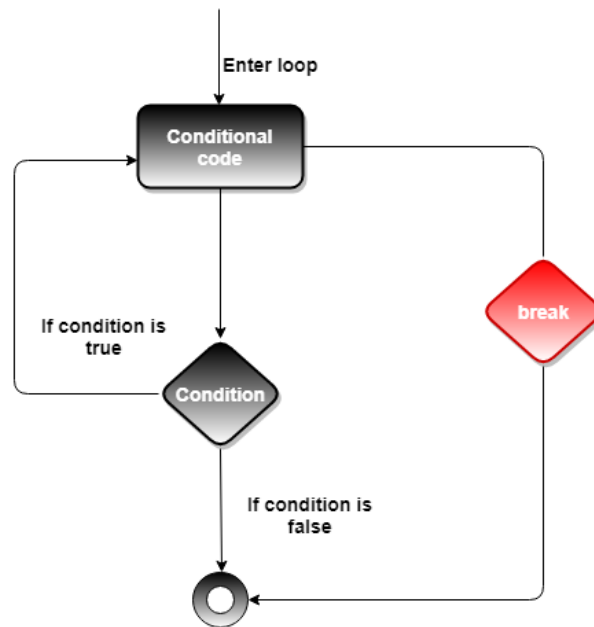 Enter loop
Conditional
code
break
If condition is
true
Condition
If condition is
false